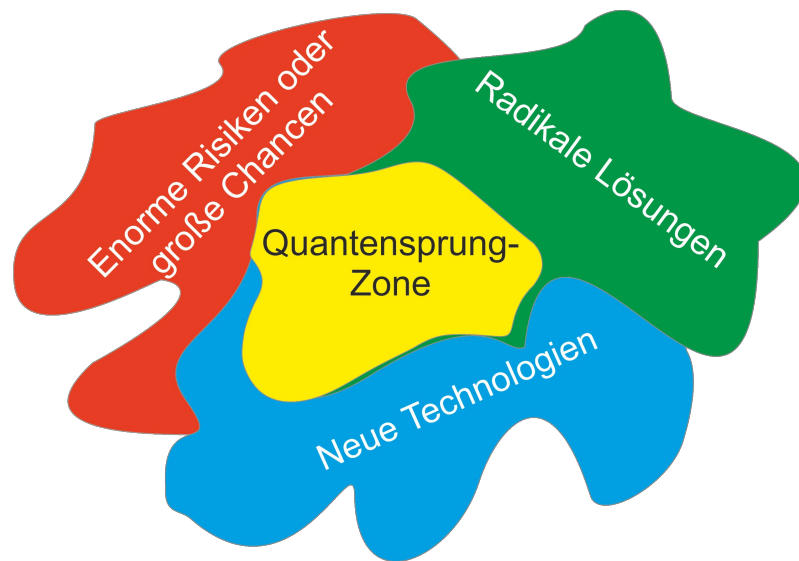 Enorme Risiken oder
große Chancen
Radikale Lösungen
Quantensprung-
Zone
Neue Technologien